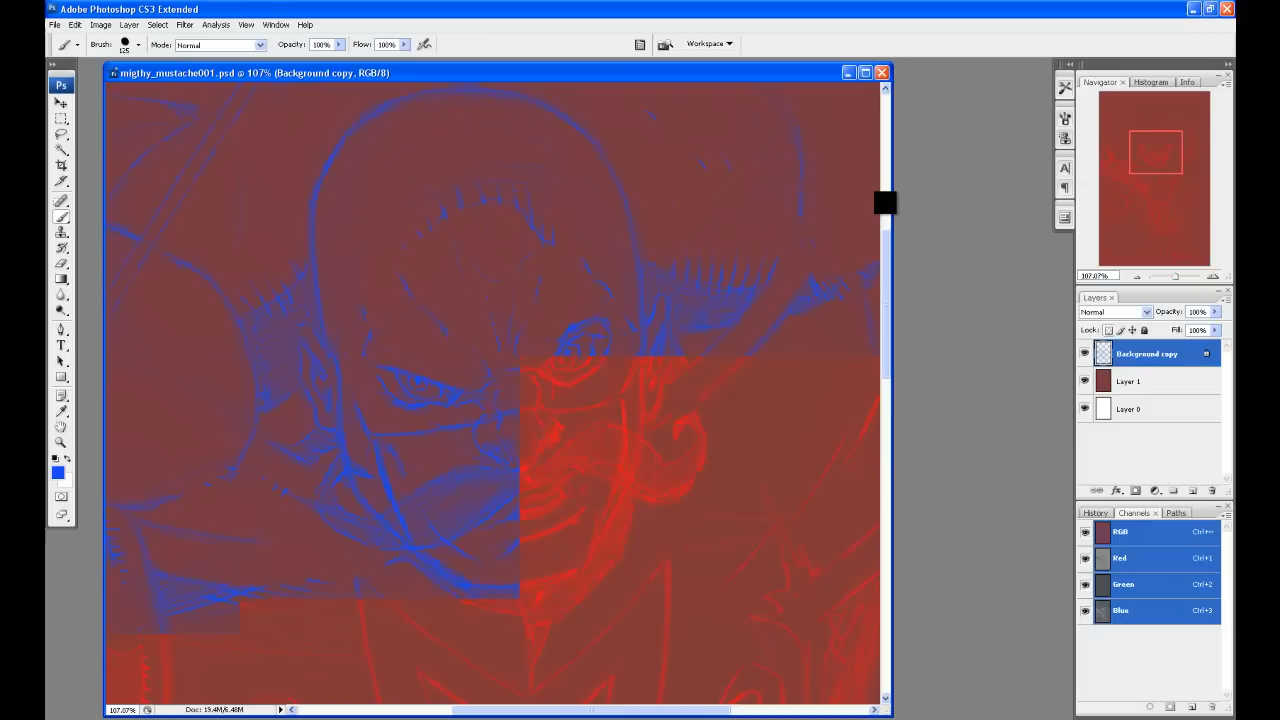 Adobe Photoshop CS3 Extended
File Edit Image Layer Select Filter Analysis View Window Help
Brush: 125 Mode: Normal Opacity: 100% Flow: 100% Workspace
migthy_mustache001.psd @ 107% (Background copy, RGB/8)
Ps
T
Navigator × Histogram Info
A
107.07%
Layers ×
Normal Opacity: 100%
Lock: Fill: 100%
Background copy
Layer 1
Layer 0
History Channels × Paths
RGB Ctrl+~
Red Ctrl+1
Green Ctrl+2
Blue Ctrl+3
107.07% Doc: 19.4M/6.48M